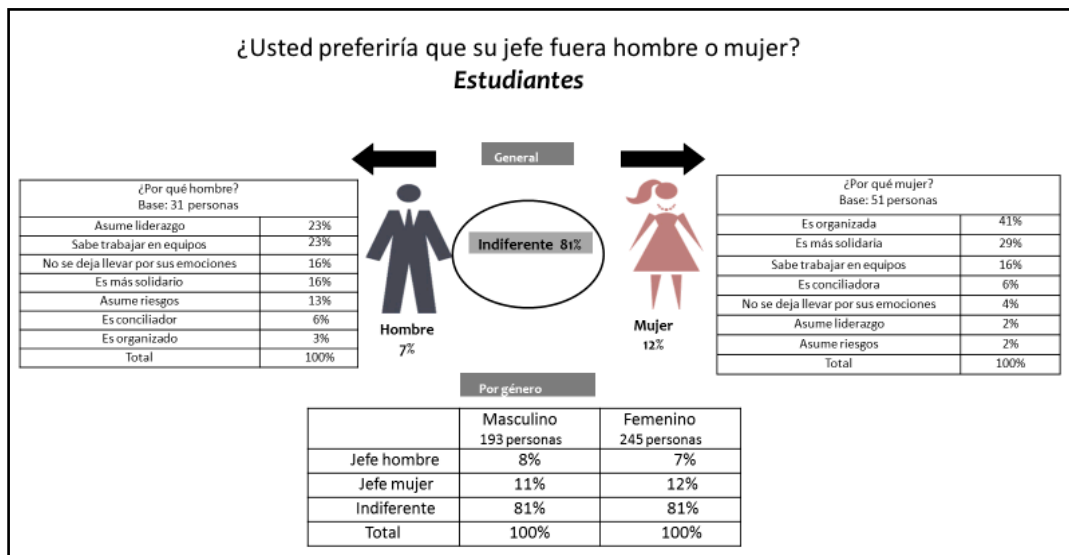 ¿Usted preferiría que su jefe fuera hombre o mujer?
Estudiantes
General
¿Por qué hombre?
Base: 31 personas
Asume liderazgo 23%
Sabe trabajar en equipos 23%
No se deja llevar por sus emociones 16%
Es más solidario 16%
Asume riesgos 13%
Es conciliador 6%
Es organizado 3%
Total 100%
Indiferente 81%
Hombre
7%
Mujer
12%
¿Por qué mujer?
Base: 51 personas
Es organizada 41%
Es más solidaria 29%
Sabe trabajar en equipos 16%
Es conciliadora 6%
No se deja llevar por sus emociones 4%
Asume liderazgo 2%
Asume riesgos 2%
Total 100%
Por género
Masculino Femenino
193 personas 245 personas
Jefe hombre 8% 7%
Jefe mujer 11% 12%
Indiferente 81% 81%
Total 100% 100%